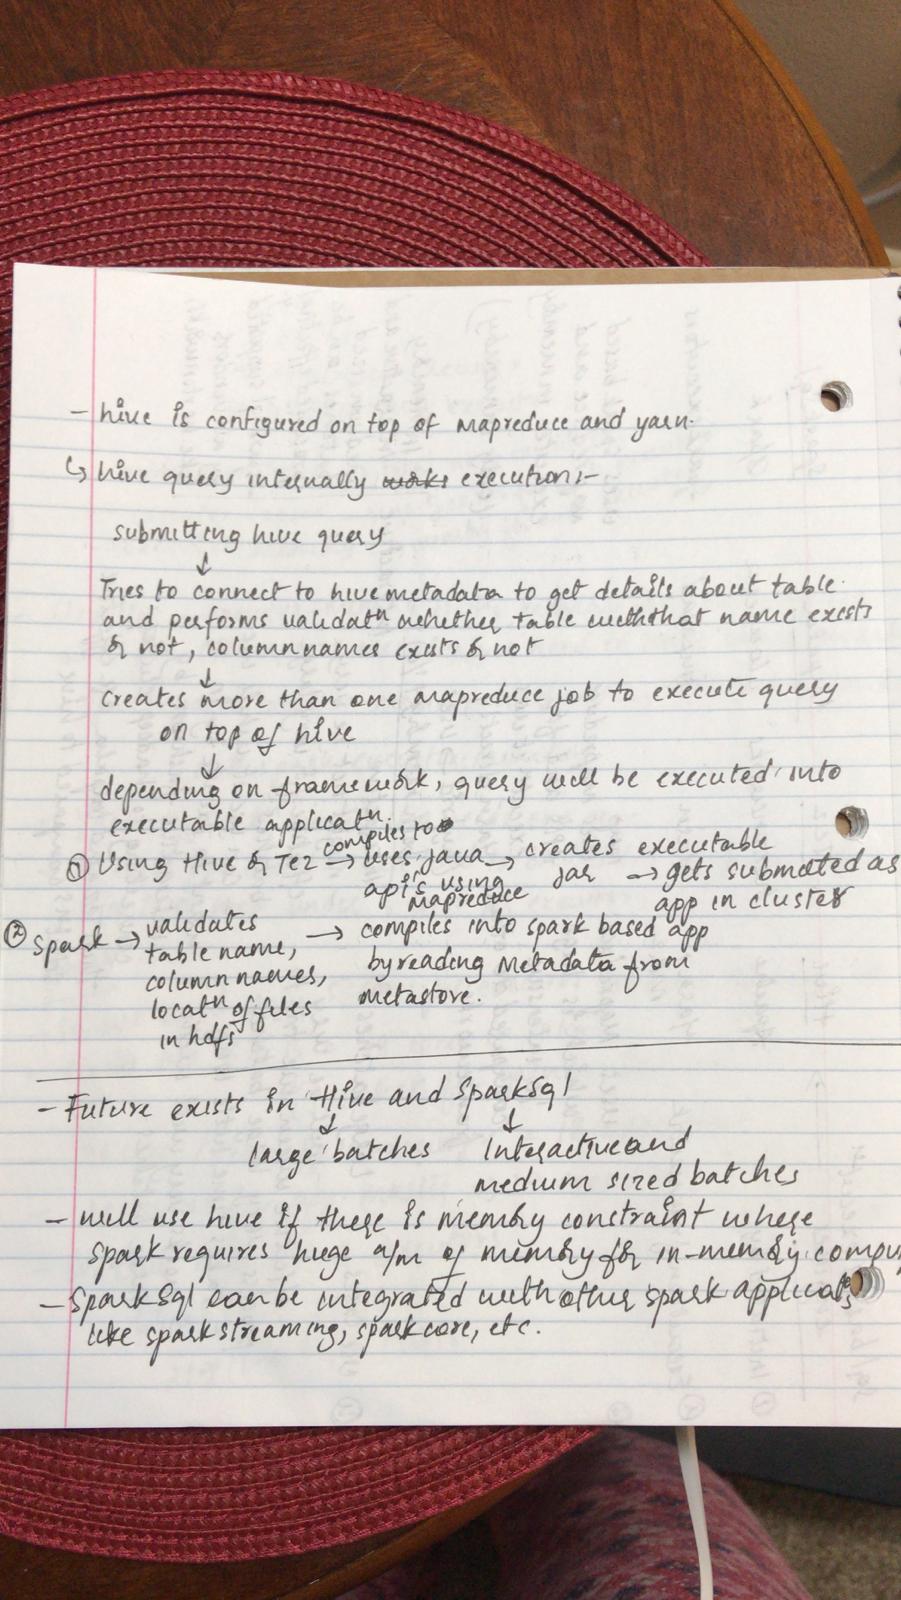 - hive is configured on top of mapreduce and yarn.
↳ hive query internally works execution:-
submitting hive query
↓
Tries to connect to hive metadata to get details about table.
and performs validatn whether table with that name exists
or not, column names exists or not
↓
creates more than one mapreduce job to execute query
on top of hive
↓
depending on framework, query will be executed into
executable applicatn.
① Using Hive or Tez → compiles to uses java api's using mapreduce → creates executable jar → gets submitted as app in cluster
② Spark → validates table name, column names, locatn of files in hdfs → compiles into spark based app by reading metadata from metastore.
- Future exists in Hive and SparkSql
↓ ↓
large batches Interactive and
medium sized batches
- will use hive if there is memory constraint where
spark requires huge a/m of memory for in-memory
- SparkSql can be integrated with other spark
like spark streaming, spark core, etc.